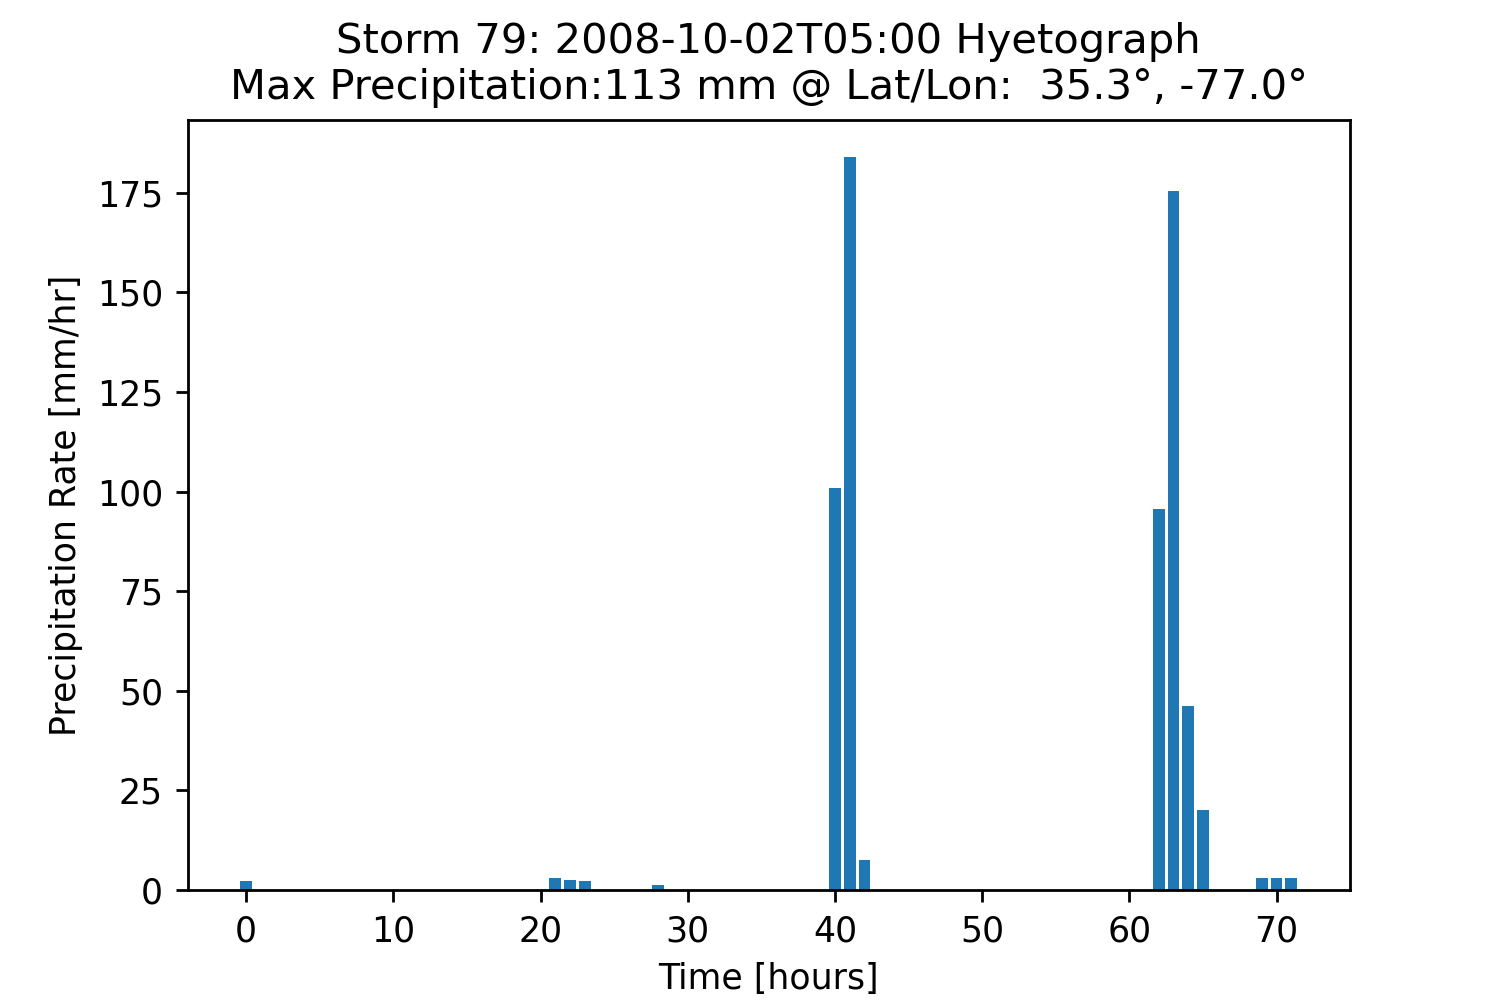 Storm 79: 2008-10-02T05:00 Hyetograph
Max Precipitation:113 mm @ Lat/Lon:  35.3°, -77.0°
175
150
125
100
75
50
25
0
Precipitation Rate [mm/hr]
0 10 20 30 40 50 60 70
Time [hours]